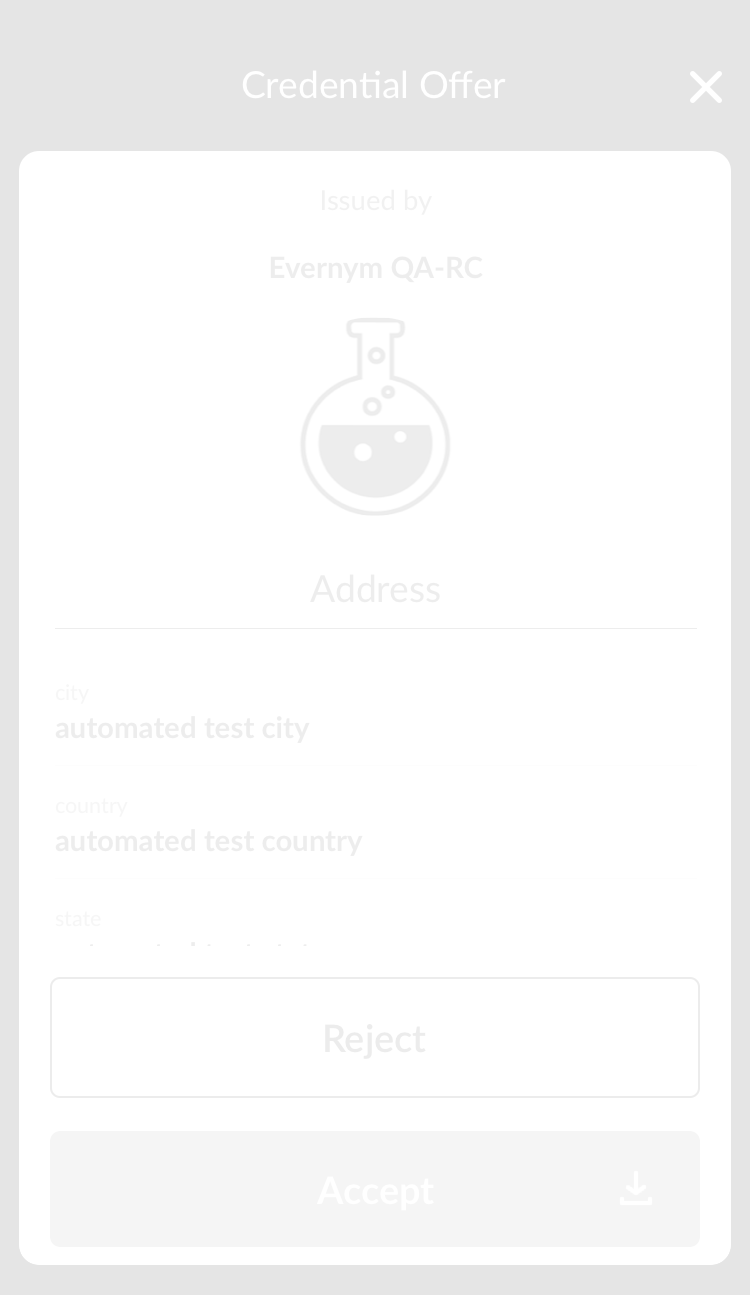 Credential Offer
Issued by
Evernym QA-RC
Address
city
automated test city
country
automated test country
state
Reject
Accept